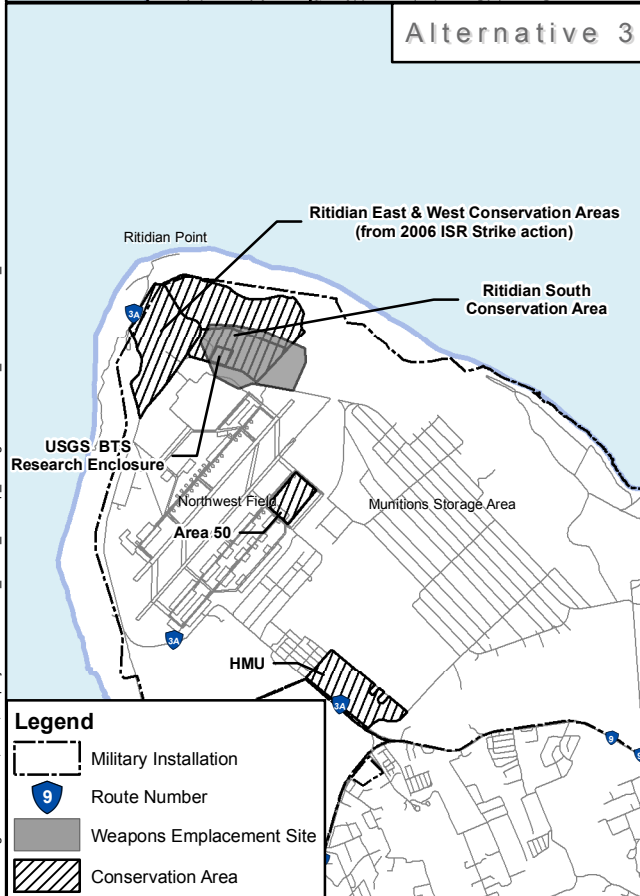 Alternative 3
Ritidian East & West Conservation Areas
(from 2006 ISR Strike action)
Ritidian Point
Ritidian South
Conservation Area
3A
USGS BTS
Research Enclosure
Northwest Field
Munitions Storage Area
Area 50
3A
HMU
3A
9
9
Legend
Military Installation
9
Route Number
Weapons Emplacement Site
Conservation Area